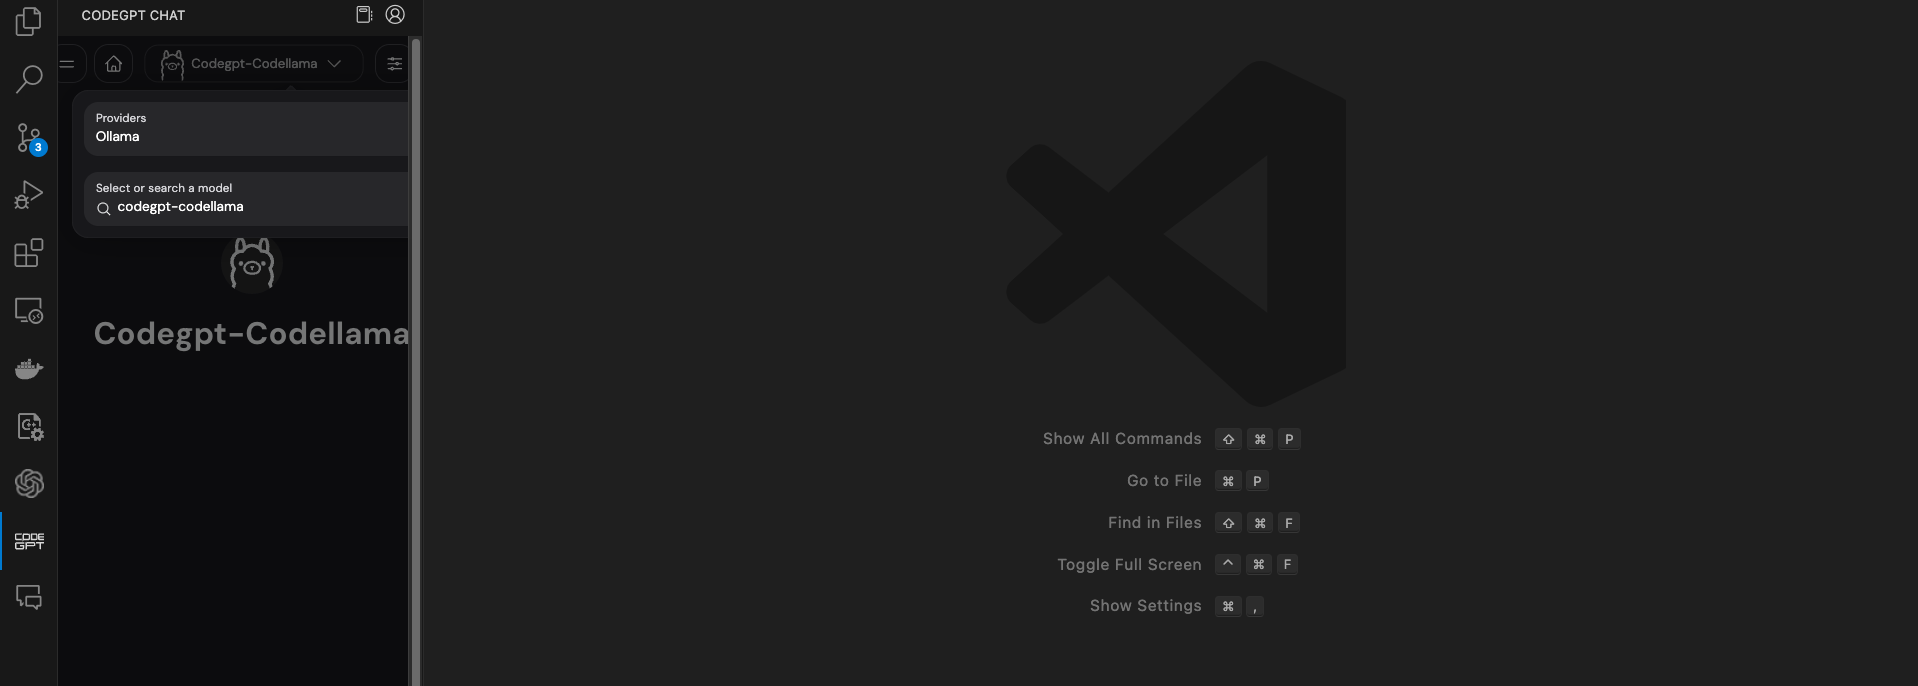 CODEGPT CHAT
Codegpt-Codellama
Providers
Ollama
Select or search a model
codegpt-codellama
3
Codegpt-Codellama
C++
CODE
GPT
Show All Commands ⇧ ⌘ P
Go to File ⌘ P
Find in Files ⇧ ⌘ F
Toggle Full Screen ^ ⌘ F
Show Settings ⌘ ,